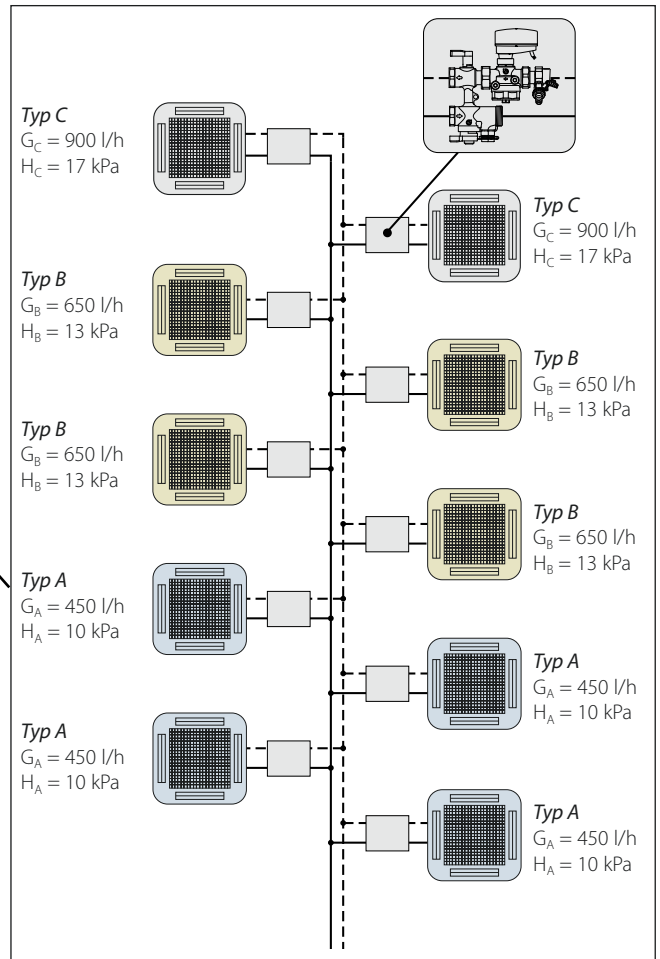 Typ C
G_C = 900 l/h
H_C = 17 kPa
Typ C
G_C = 900 l/h
H_C = 17 kPa
Typ B
G_B = 650 l/h
H_B = 13 kPa
Typ B
G_B = 650 l/h
H_B = 13 kPa
Typ B
G_B = 650 l/h
H_B = 13 kPa
Typ B
G_B = 650 l/h
H_B = 13 kPa
Typ A
G_A = 450 l/h
H_A = 10 kPa
Typ A
G_A = 450 l/h
H_A = 10 kPa
Typ A
G_A = 450 l/h
H_A = 10 kPa
Typ A
G_A = 450 l/h
H_A = 10 kPa